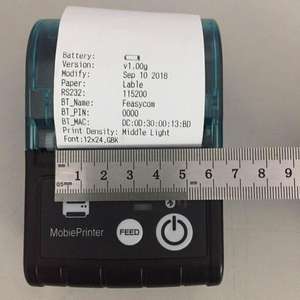 Battery:
Version: v1.00g
Modify: Sep 10 2018
Paper: Lable
RS232: 115200
BT_Name: Feasycom
BT_PIN: 0000
BT_MAC: DC:0D:30:00:13:BD
Print Density: Middle Light
Font:12x24,GBK
1 2 3 4 5 6 7 8 9
MobiePrinter FEED